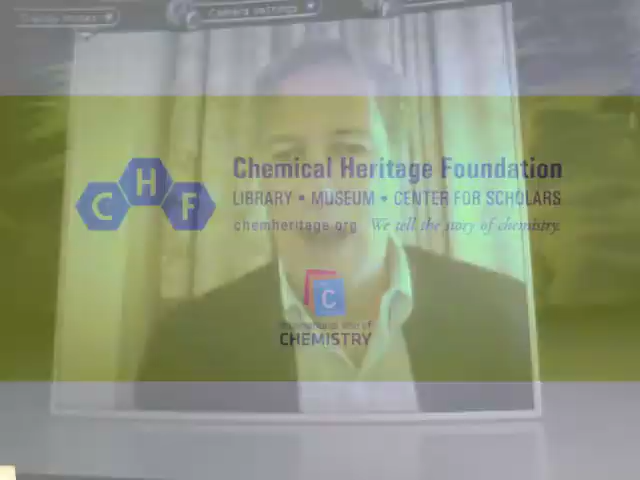 Camera settings
CHF
Chemical Heritage Foundation
LIBRARY • MUSEUM • CENTER FOR SCHOLARS
chemheritage.org We tell the story of chemistry.
C
CHEMISTRY